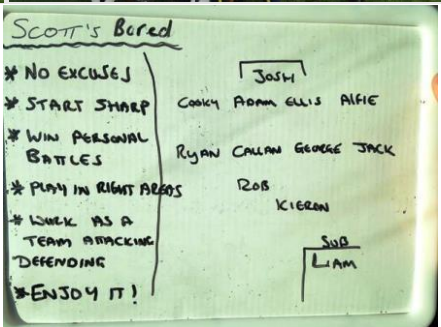 SCOTT'S Bored
* NO EXCUSES
* START SHARP
* WIN PERSONAL
BATTLES
* PLAY IN RIGHT AREAS
* WORK AS A
TEAM ATTACKING
DEFENDING
* ENJOY IT!
JOSH
COOKY ADAM ELLIS ALFIE
RYAN CALLAN GEORGE JACK
ROB
KIERON
SUB
LIAM